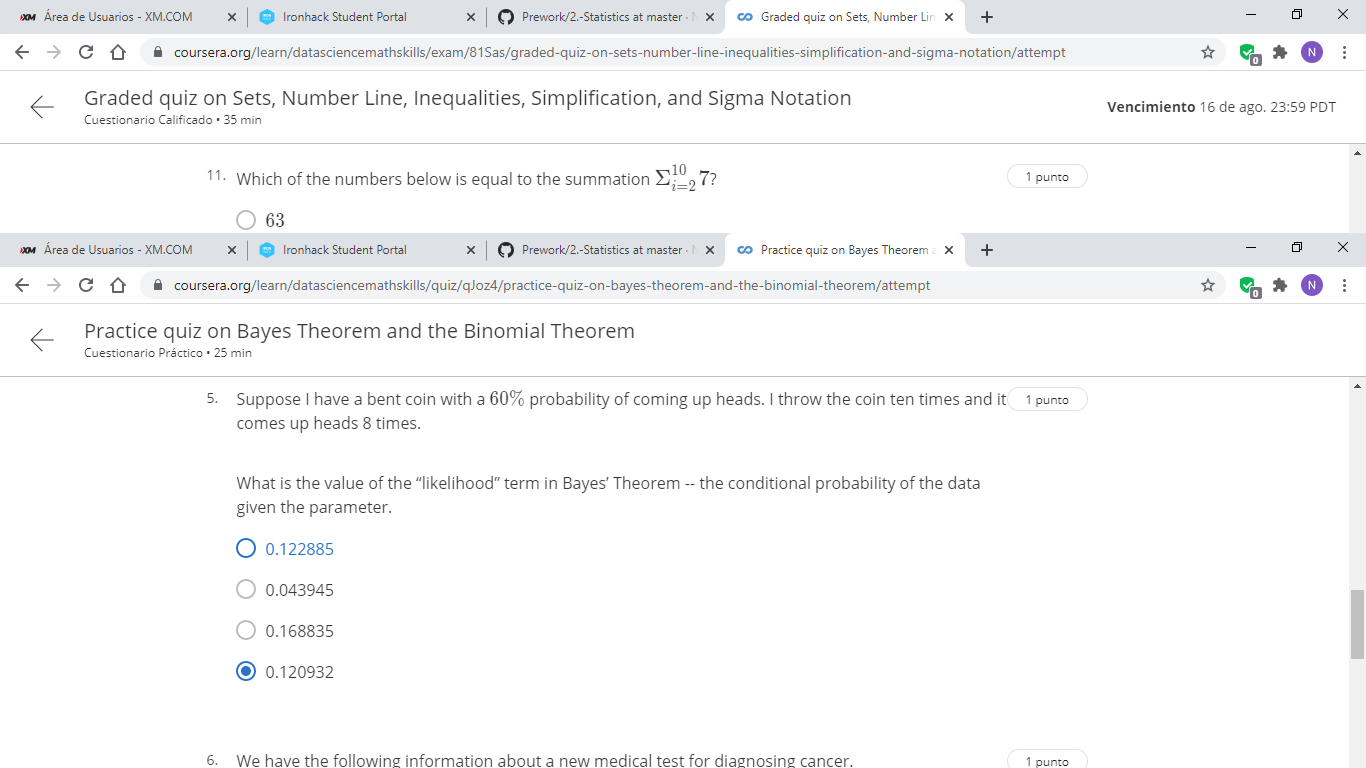 Área de Usuarios - XM.COM Ironhack Student Portal Prework/2.-Statistics at master · Graded quiz on Sets, Number Lin
coursera.org/learn/datasciencemathskills/exam/81Sas/graded-quiz-on-sets-number-line-inequalities-simplification-and-sigma-notation/attempt 0 N
Graded quiz on Sets, Number Line, Inequalities, Simplification, and Sigma Notation
Cuestionario Calificado • 35 min
Vencimiento 16 de ago. 23:59 PDT
11. Which of the numbers below is equal to the summation Σ_{i=2}^{10} 7?
1 punto
63
Área de Usuarios - XM.COM Ironhack Student Portal Prework/2.-Statistics at master · Practice quiz on Bayes Theorem
coursera.org/learn/datasciencemathskills/quiz/qJoz4/practice-quiz-on-bayes-theorem-and-the-binomial-theorem/attempt 0 N
Practice quiz on Bayes Theorem and the Binomial Theorem
Cuestionario Práctico • 25 min
5. Suppose I have a bent coin with a 60% probability of coming up heads. I throw the coin ten times and it
1 punto
comes up heads 8 times.
What is the value of the “likelihood” term in Bayes’ Theorem -- the conditional probability of the data
given the parameter.
0.122885
0.043945
0.168835
0.120932
6. We have the following information about a new medical test for diagnosing cancer.
1 punto